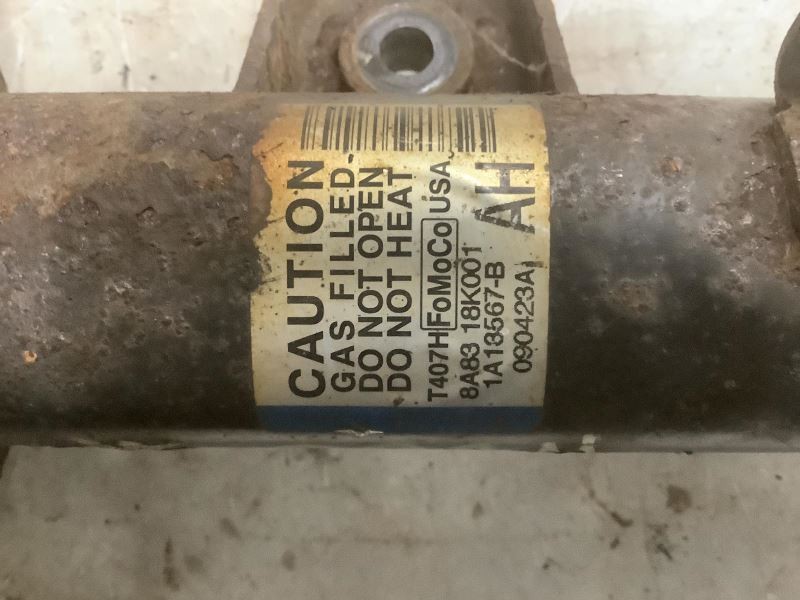 CAUTION
GAS FILLED.
DO NOT OPEN
DO NOT HEAT
T407H FoMoCo USA
8A83 18K001
1A13567-B
AH
090423A